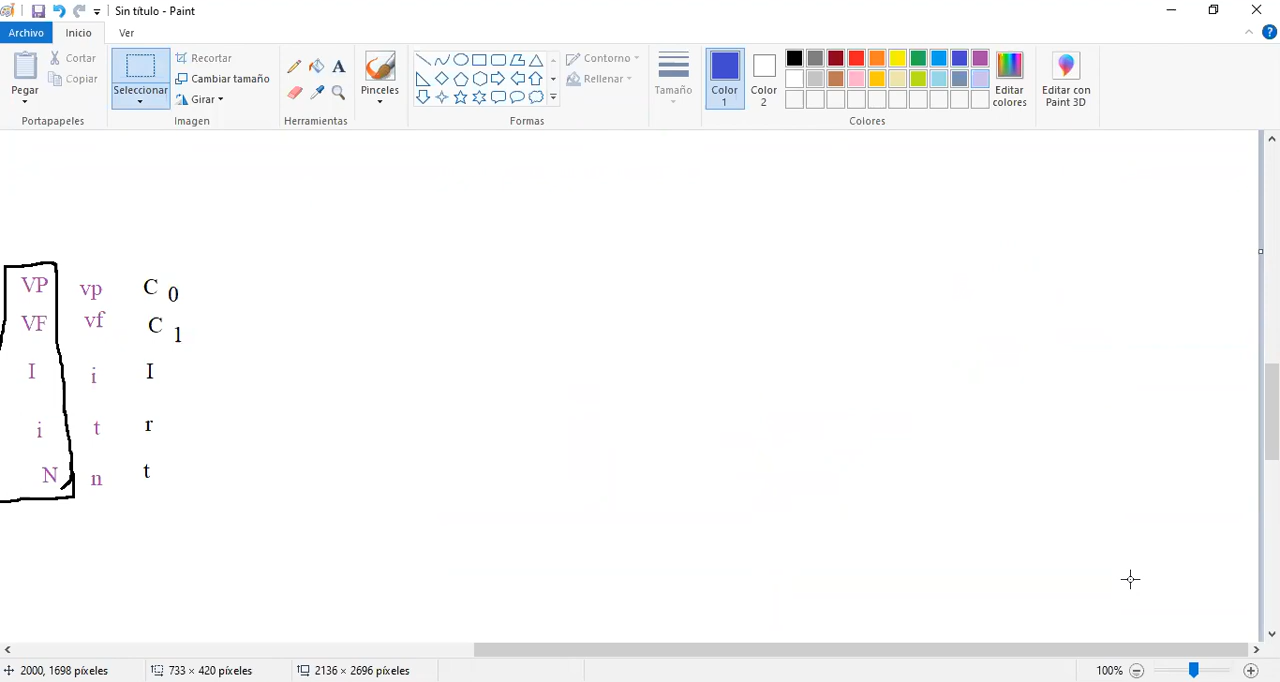 Sin título - Paint
Archivo Inicio Ver
Pegar
Cortar
Copiar
Portapapeles
Seleccionar
Recortar
Cambiar tamaño
Girar
Imagen
A
Herramientas
Pinceles
Contorno
Rellenar
Formas
Tamaño
Color 1
Color 2
Editar colores
Colores
Editar con Paint 3D
VP vp C 0
VF vf C 1
I i I
i t r
N n t
2000, 1698 píxeles 733 × 420 píxeles 2136 × 2696 píxeles 100%